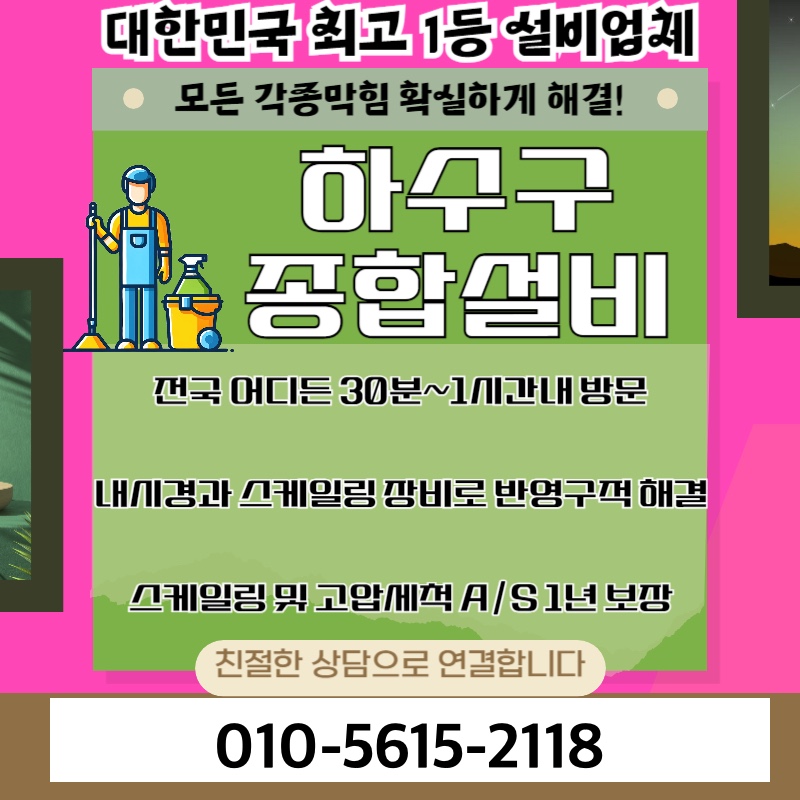 대한민국 최고 1등 설비업체
모든 각종막힘 확실하게 해결!
하수구
종합설비
전국 어디든 30분~1시간내 방문
내시경과 스케일링 장비로 반영구적 해결
스케일링 및 고압세척 A/S 1년 보장
친절한 상담으로 연결합니다
010-5615-2118